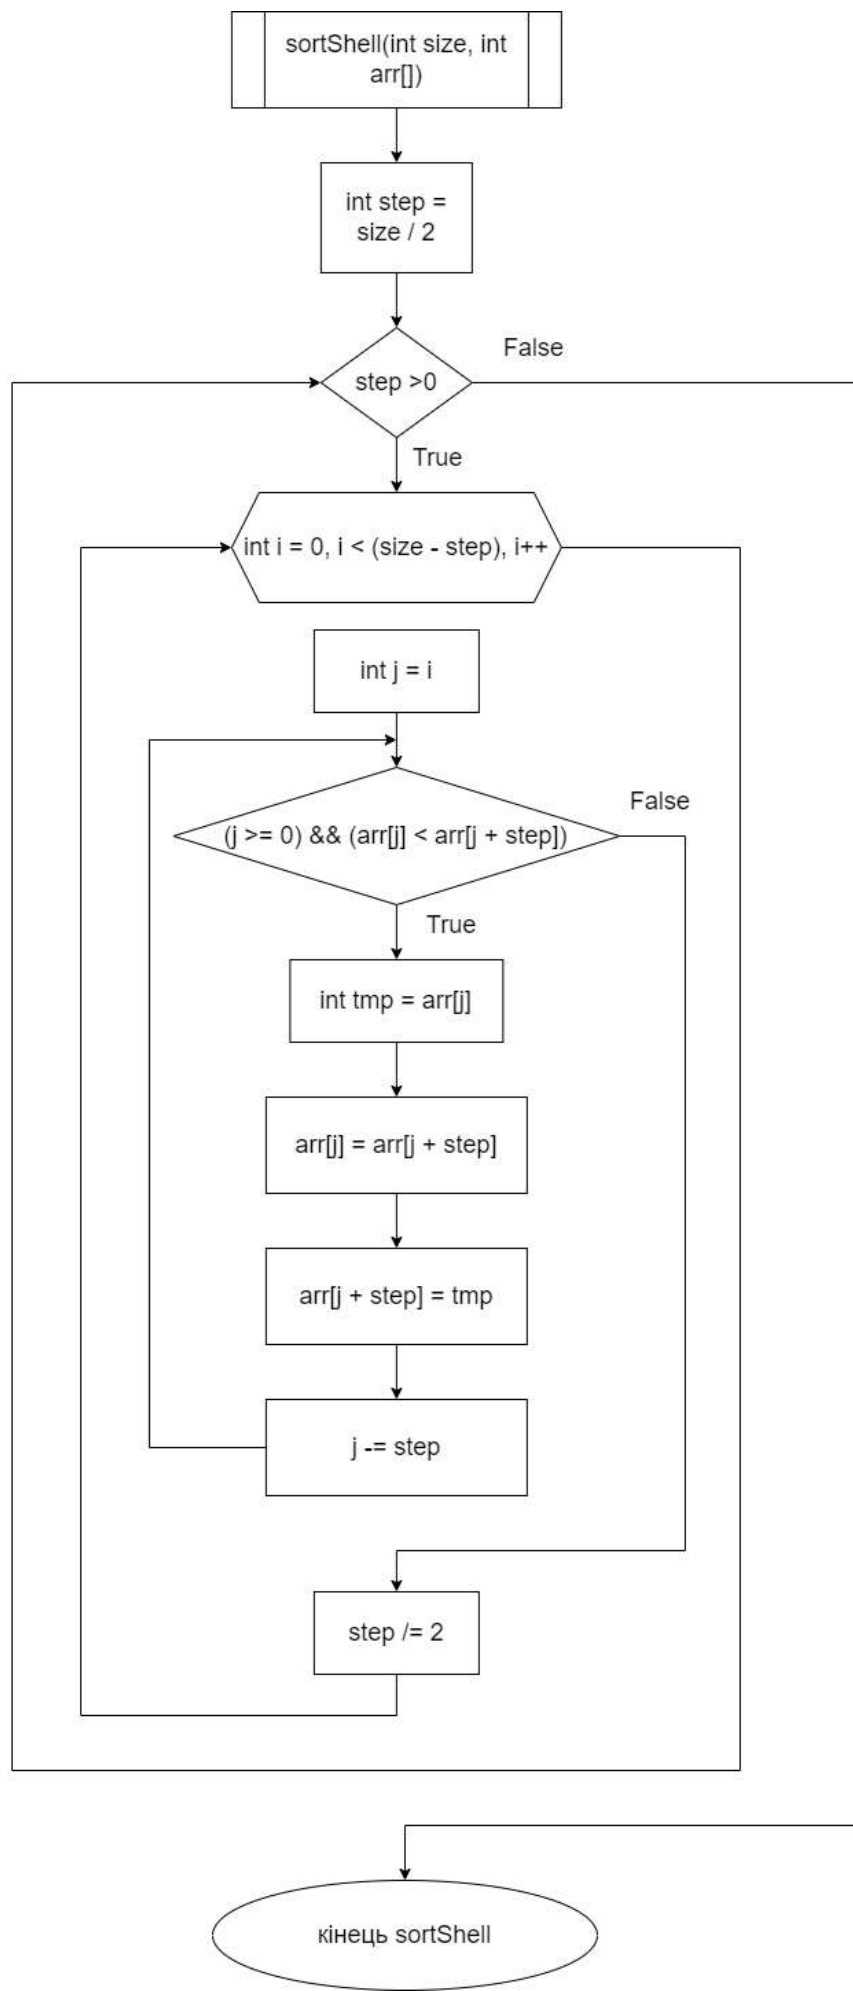 sortShell(int size, int
arr[])
int step =
size / 2
False
step >0
True
int i = 0, i < (size - step), i++
int j = i
False
(j >= 0) && (arr[j] < arr[j + step])
True
int tmp = arr[j]
arr[j] = arr[j + step]
arr[j + step] = tmp
j -= step
step /= 2
кінець sortShell